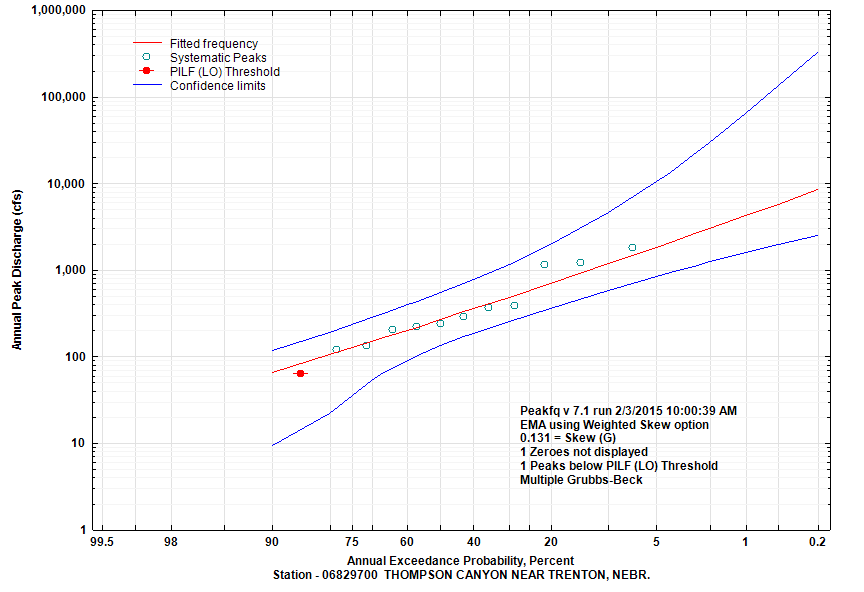 1,000,000
100,000
10,000
1,000
100
10
1
Annual Peak Discharge (cfs)
Fitted frequency
Systematic Peaks
PILF (LO) Threshold
Confidence limits
Peakfq v 7.1 run 2/3/2015 10:00:39 AM
EMA using Weighted Skew option
0.131 = Skew (G)
1 Zeroes not displayed
1 Peaks below PILF (LO) Threshold
Multiple Grubbs-Beck
99.5 98 90 75 60 40 20 5 1 0.2
Annual Exceedance Probability, Percent
Station - 06829700 THOMPSON CANYON NEAR TRENTON, NEBR.